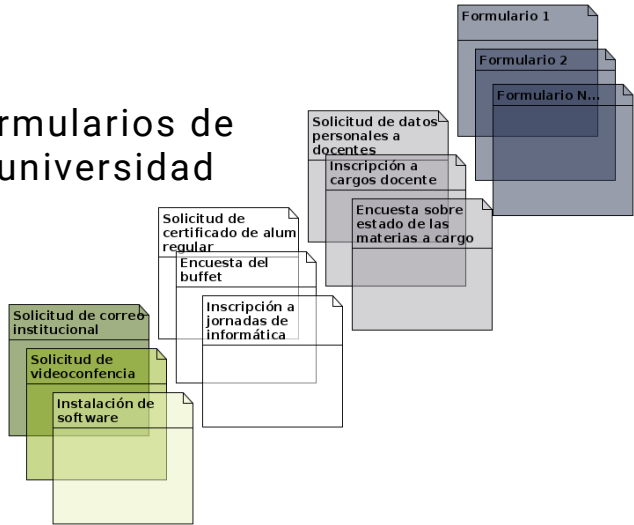 Formulario 1
Formulario 2
Formulario N...
rmularios de
universidad
Solicitud de datos
personales a
docentes
Inscripción a
cargos docente
Encuesta sobre
estado de las
materias a cargo
Solicitud de
certificado de alum
regular
Encuesta del
buffet
Inscripción a
jornadas de
informática
Solicitud de correo
institucional
Solicitud de
videoconfencia
Instalación de
software